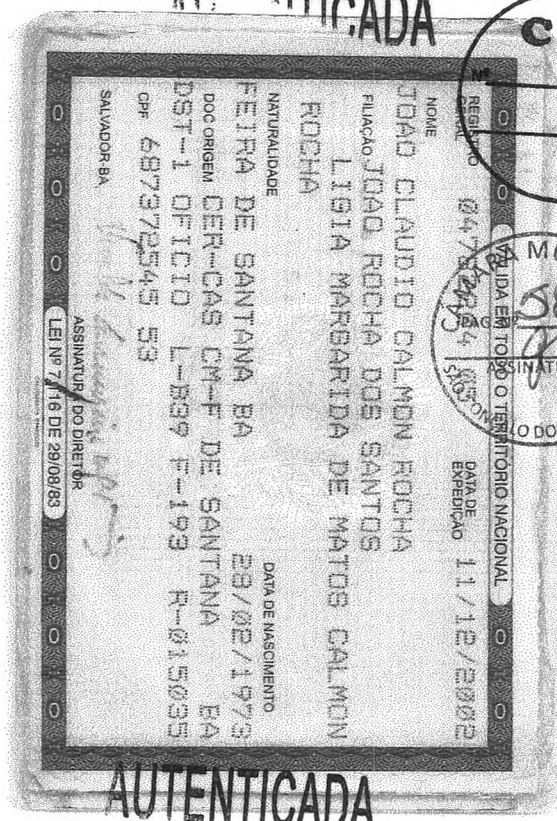 AUTENTICADA
VÁLIDA EM TODO O TERRITÓRIO NACIONAL
REGISTRO GERAL
DATA DE EXPEDIÇÃO 11/12/2002
NOME
JOAO CLAUDIO CALMON ROCHA
FILIAÇÃO JOAO ROCHA DOS SANTOS
LIGIA MARGARIDA DE MATOS CALMON
ROCHA
NATURALIDADE DATA DE NASCIMENTO
FEIRA DE SANTANA BA 28/02/1973
DOC ORIGEM CER-CAS CM-F DE SANTANA BA
DST-1 OFICIO L-B39 F-193 R-015035
CPF 687372545 53
SALVADOR-BA
ASSINATURA DO DIRETOR
LEI Nº 7.116 DE 29/08/83
AUTENTICADA
C
Nº